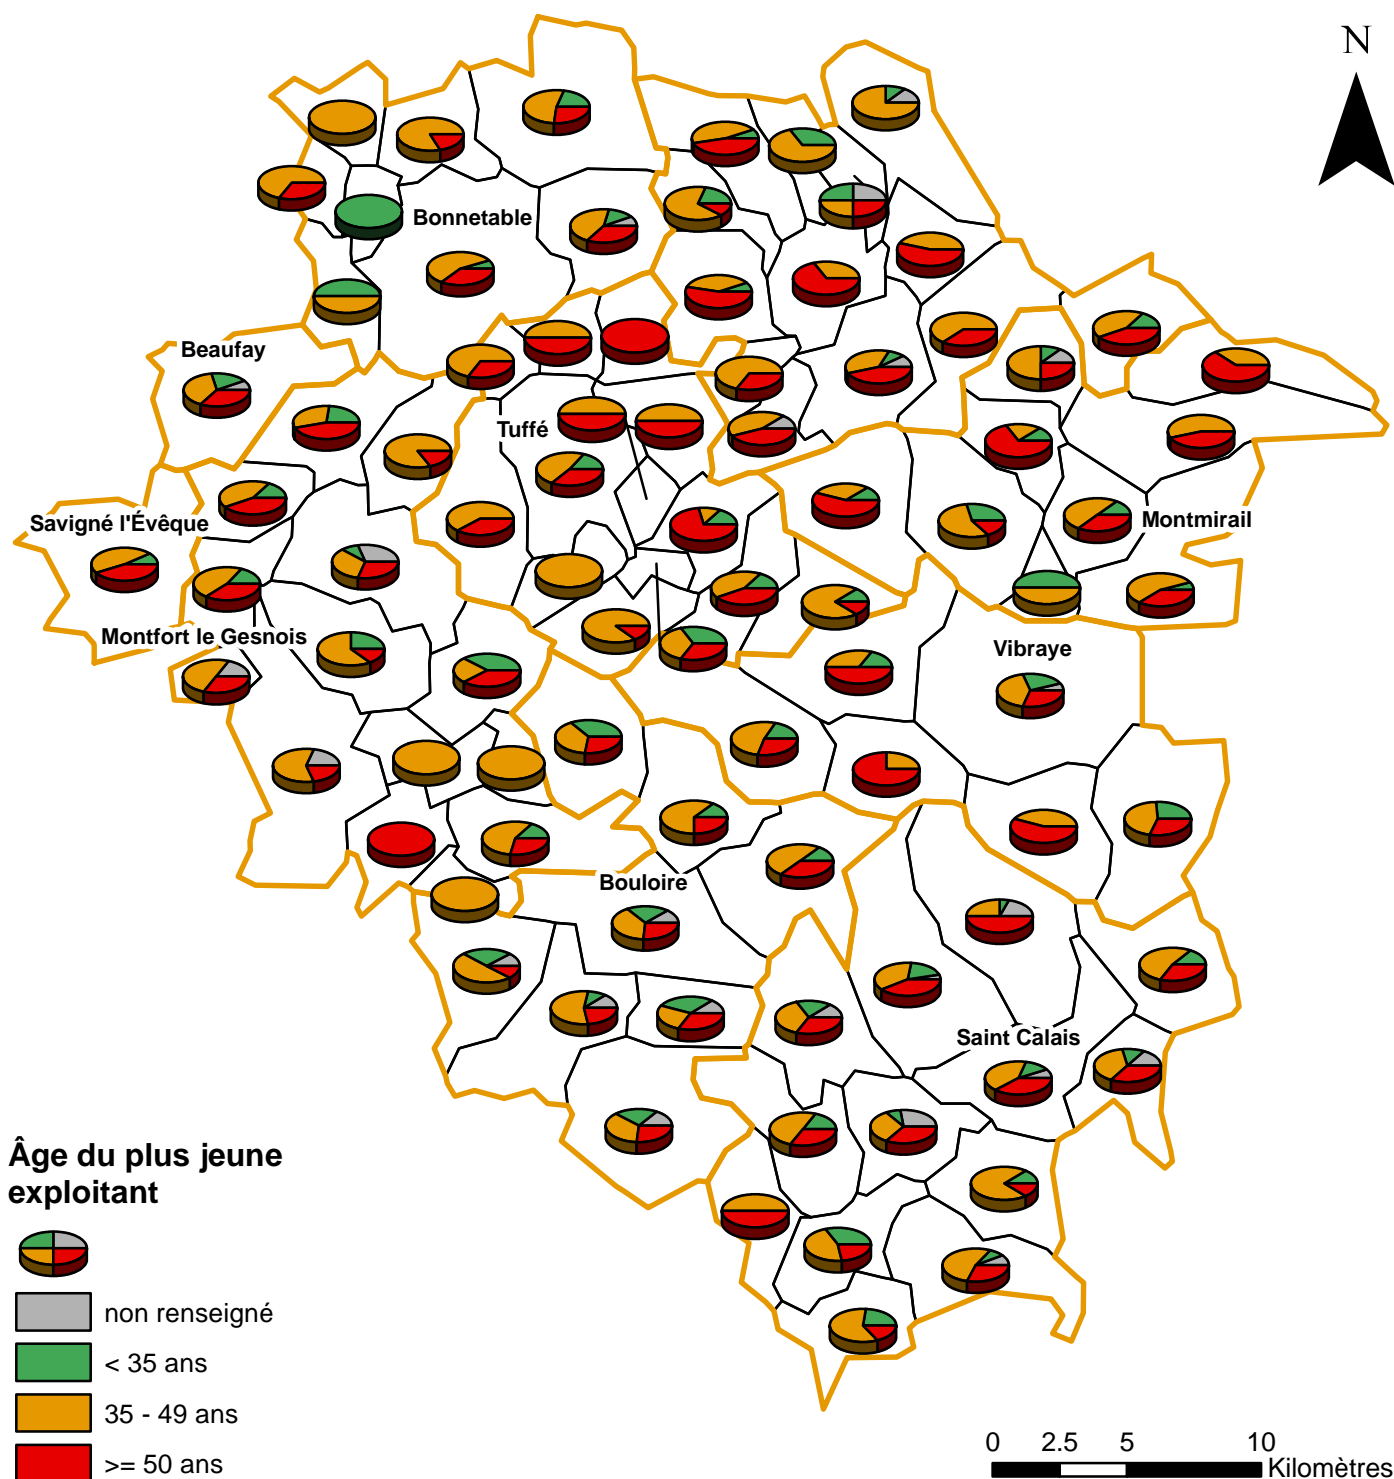 N
Bonnetable
Beaufay
Tuffé
Savigné l'Évêque
Montmirail
Montfort le Gesnois
Vibraye
Bouloire
Saint Calais
Âge du plus jeune
exploitant
non renseigné
< 35 ans
35 - 49 ans
>= 50 ans
0 2.5 5 10
Kilomètres